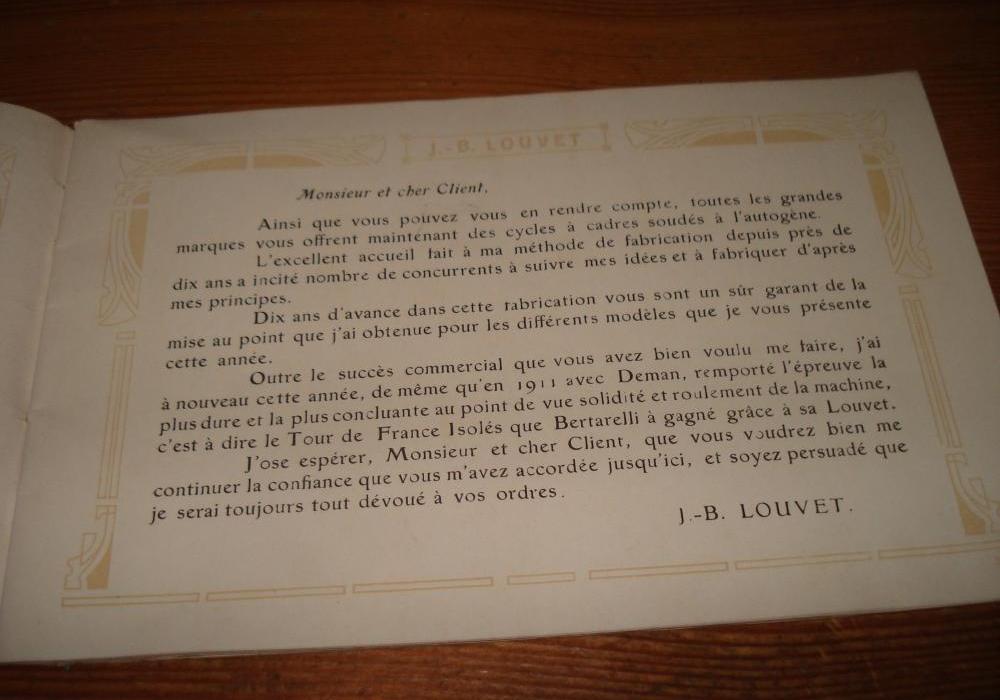 J.-B. LOUVET
Monsieur et cher Client,
Ainsi que vous pouvez vous en rendre compte, toutes les grandes
marques vous offrent maintenant des cycles à cadres soudés à l'autogène.
L'excellent accueil fait à ma méthode de fabrication depuis près de
dix ans a incité nombre de concurrents à suivre mes idées et à fabriquer d'après
mes principes.
Dix ans d'avance dans cette fabrication vous sont un sûr garant de la
mise au point que j'ai obtenue pour les différents modèles que je vous présente
cette année.
Outre le succès commercial que vous avez bien voulu me faire, j'ai
à nouveau cette année, de même qu'en 1911 avec Deman, remporté l'épreuve la
plus dure et la plus concluante au point de vue solidité et roulement de la machine,
c'est à dire le Tour de France Isolés que Bertarelli à gagné grâce à sa Louvet.
J'ose espérer, Monsieur et cher Client, que vous voudrez bien me
continuer la confiance que vous m'avez accordée jusqu'ici, et soyez persuadé que
je serai toujours tout dévoué à vos ordres.
J.-B. LOUVET.